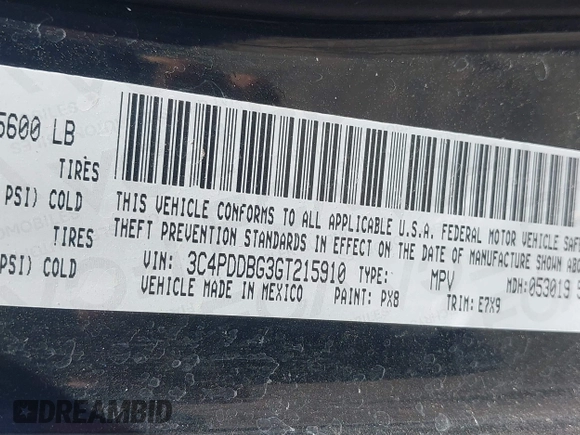 5600 LB
TIRES
PSI) COLD
TIRES
PSI) COLD
THIS VEHICLE CONFORMS TO ALL APPLICABLE U.S.A. FEDERAL MOTOR VEHICLE SAF
THEFT PREVENTION STANDARDS IN EFFECT ON THE DATE OF MANUFACTURE SHOWN ABO
VIN: 3C4PDDBG3GT215910 TYPE: MPV MDH:053019
VEHICLE MADE IN MEXICO PAINT: PX8 TRIM: E7X9
DREAMBID